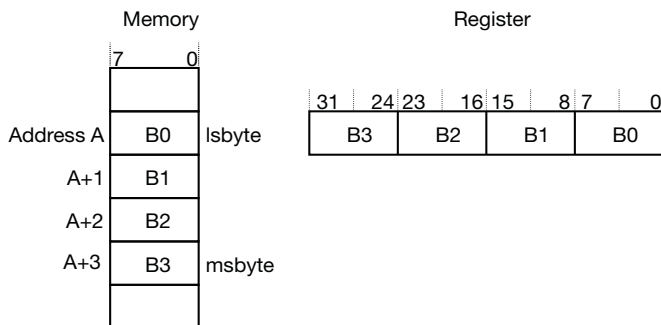 Memory
Register
7 0
31 24 23 16 15 8 7 0
Address A B0 lsbyte
B3 B2 B1 B0
A+1 B1
A+2 B2
A+3 B3 msbyte